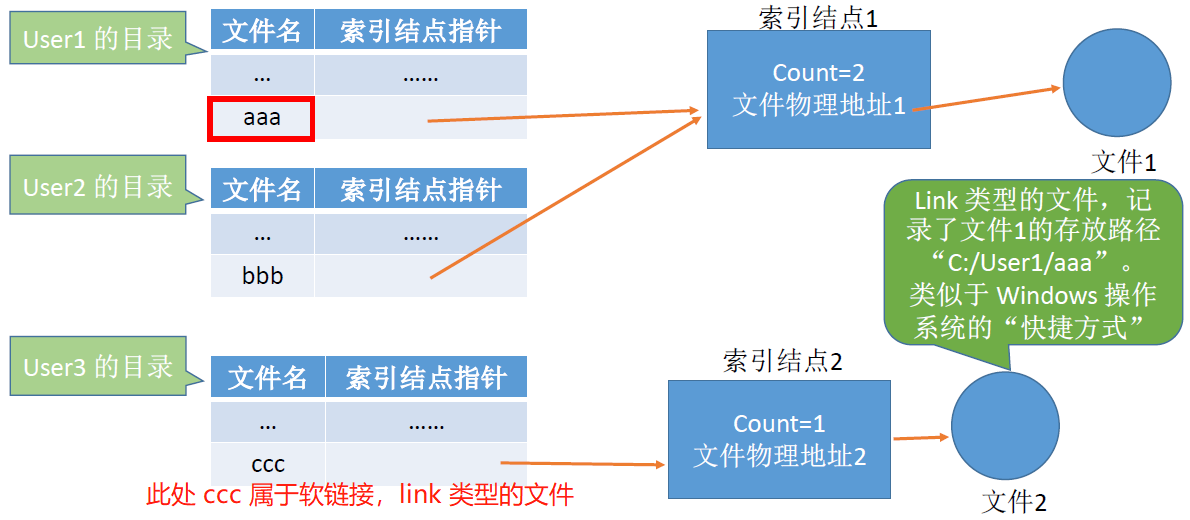 User1 的目录
文件名 索引结点指针
... ......
aaa
User2 的目录
文件名 索引结点指针
... ......
bbb
User3 的目录
文件名 索引结点指针
... ......
ccc
此处 ccc 属于软链接，link 类型的文件
索引结点1
Count=2
文件物理地址1
文件1
Link 类型的文件，记
录了文件1的存放路径
“C:/User1/aaa”。
类似于 Windows 操作
系统的“快捷方式”
索引结点2
Count=1
文件物理地址2
文件2